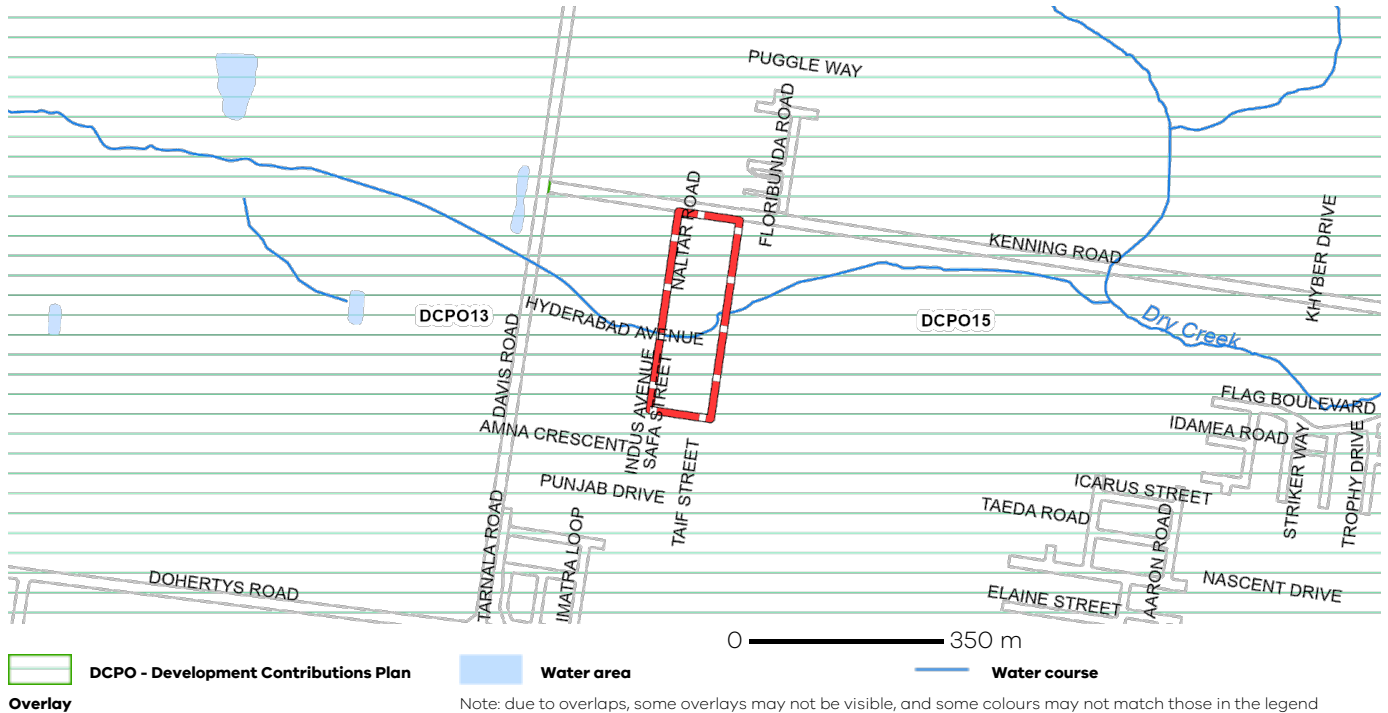 PUGGLE WAY
FLORIBUNDA ROAD
NALTAR ROAD
KENNING ROAD
KHYBER DRIVE
HYDERABAD AVENUE
DCPO13
DCPO15
Dry Creek
DAVIS ROAD
INDUS AVENUE
SAFA STREET
FLAG BOULEVARD
AMNA CRESCENT
IDAMEA ROAD
STRIKER WAY
TROPHY DRIVE
PUNJAB DRIVE
TAIF STREET
ICARUS STREET
TAEDA ROAD
AARON ROAD
TARNALA ROAD
IMATRA LOOP
DOHERTYS ROAD
ELAINE STREET
NASCENT DRIVE
0 350 m
DCPO - Development Contributions Plan
Overlay
Water area
Water course
Note: due to overlaps, some overlays may not be visible, and some colours may not match those in the legend